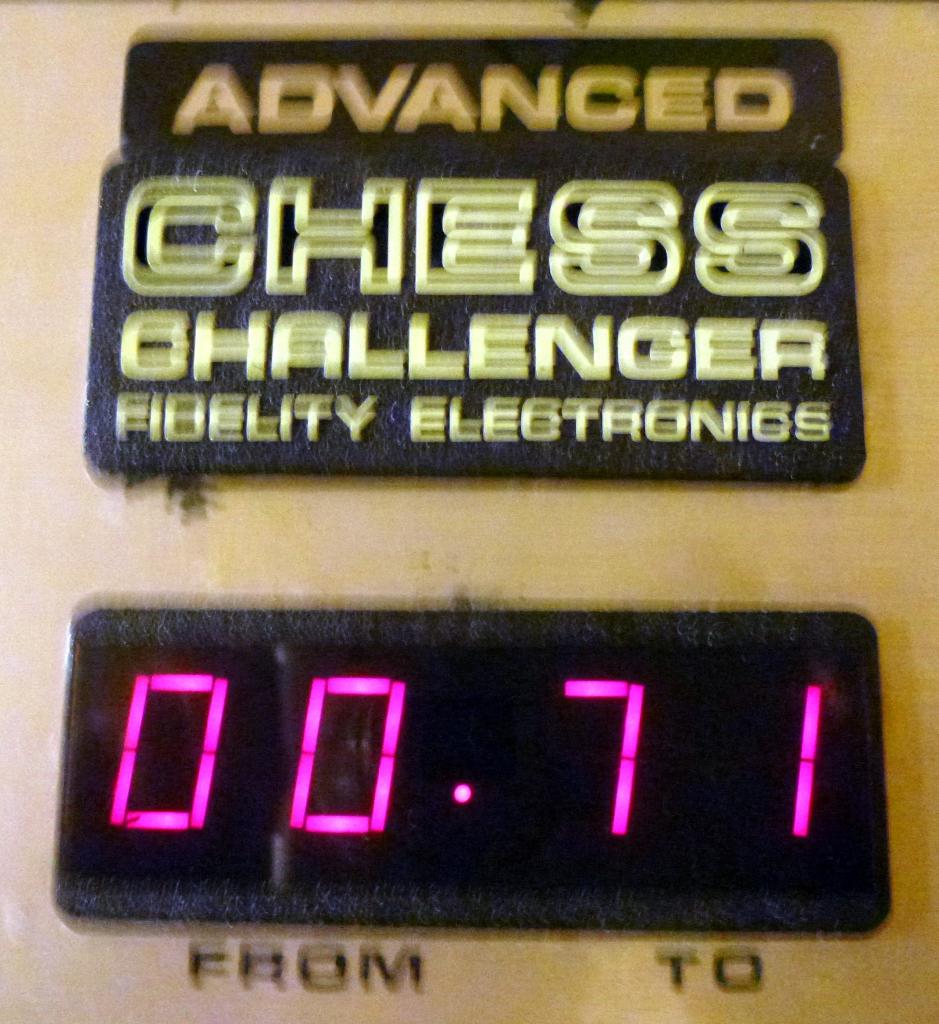 ADVANCED
CHESS
CHALLENGER
FIDELITY ELECTRONICS
00.71
FROM TO